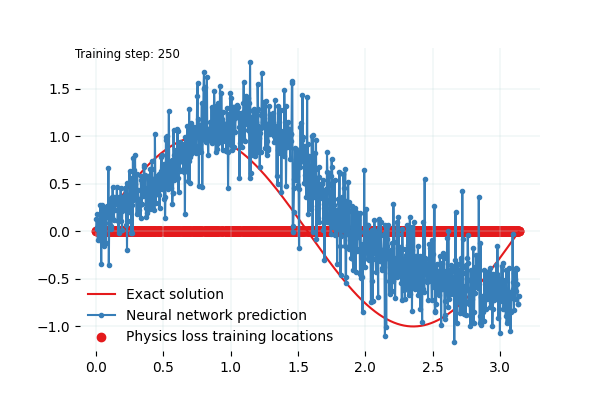 Training step: 250
1.5
1.0
0.5
0.0
−0.5
−1.0
Exact solution
Neural network prediction
Physics loss training locations
0.0 0.5 1.0 1.5 2.0 2.5 3.0